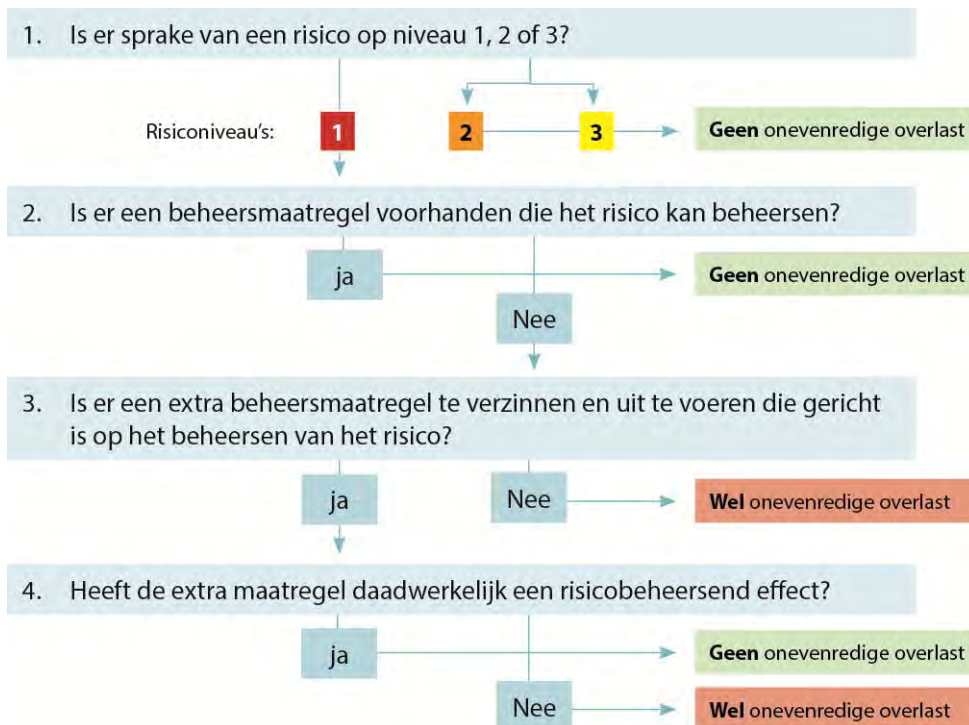 1. Is er sprake van een risico op niveau 1, 2 of 3?
Risiconiveau's: 1 2 3 Geen onevenredige overlast
2. Is er een beheersmaatregel voorhanden die het risico kan beheersen?
ja Geen onevenredige overlast
Nee
3. Is er een extra beheersmaatregel te verzinnen en uit te voeren die gericht
is op het beheersen van het risico?
ja Nee Wel onevenredige overlast
4. Heeft de extra maatregel daadwerkelijk een risicobeheersend effect?
ja Geen onevenredige overlast
Nee Wel onevenredige overlast